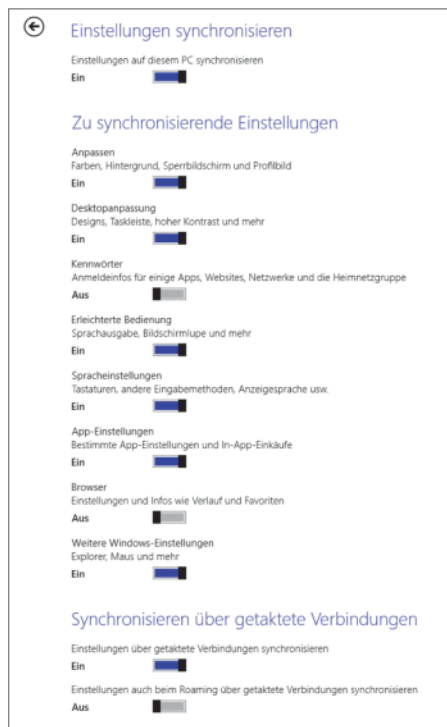 Einstellungen synchronisieren
Einstellungen auf diesem PC synchronisieren
Ein
Zu synchronisierende Einstellungen
Anpassen
Farben, Hintergrund, Sperrbildschirm und Profilbild
Ein
Desktopanpassung
Designs, Taskleiste, hoher Kontrast und mehr
Ein
Kennwörter
Anmeldeinfos für einige Apps, Websites, Netzwerke und die Heimnetzgruppe
Aus
Erleichterte Bedienung
Sprachausgabe, Bildschirmlupe und mehr
Ein
Spracheinstellungen
Tastaturen, andere Eingabemethoden, Anzeigesprache usw.
Ein
App-Einstellungen
Bestimmte App-Einstellungen und In-App-Einkäufe
Ein
Browser
Einstellungen und Infos wie Verlauf und Favoriten
Aus
Weitere Windows-Einstellungen
Explorer, Maus und mehr
Ein
Synchronisieren über getaktete Verbindungen
Einstellungen über getaktete Verbindungen synchronisieren
Ein
Einstellungen auch beim Roaming über getaktete Verbindungen synchronisieren
Aus